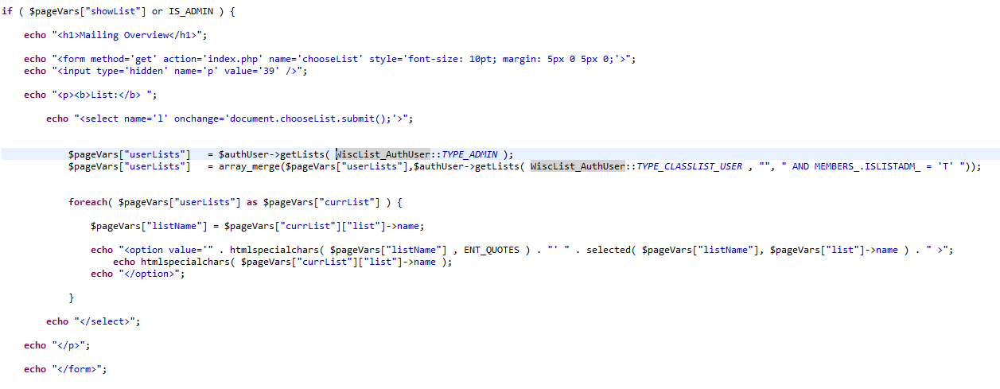 if ( $pageVars["showList"] or IS_ADMIN ) {
echo "<h1>Mailing Overview</h1>";
echo "<form method='get' action='index.php' name='chooseList' style='font-size: 10pt; margin: 5px 0 5px 0;'>";
echo "<input type='hidden' name='p' value='39' />";
echo "<p><b>List:</b> ";
echo "<select name='l' onchange='document.chooseList.submit();'>";
$pageVars["userLists"]   = $authUser->getLists( WiscList_AuthUser::TYPE_ADMIN );
$pageVars["userLists"]   = array_merge($pageVars["userLists"],$authUser->getLists( WiscList_AuthUser::TYPE_CLASSLIST_USER , "", " AND MEMBERS_.ISLISTADM_ = 'T' "));
foreach( $pageVars["userLists"] as $pageVars["currList"] ) {
$pageVars["listName"] = $pageVars["currList"]["list"]->name;
echo "<option value='" . htmlspecialchars( $pageVars["listName"] , ENT_QUOTES ) . "' " . selected( $pageVars["listName"], $pageVars["list"]->name ) . " >";
echo htmlspecialchars( $pageVars["currList"]["list"]->name );
echo "</option>";
}
echo "</select>";
echo "</p>";
echo "</form>";